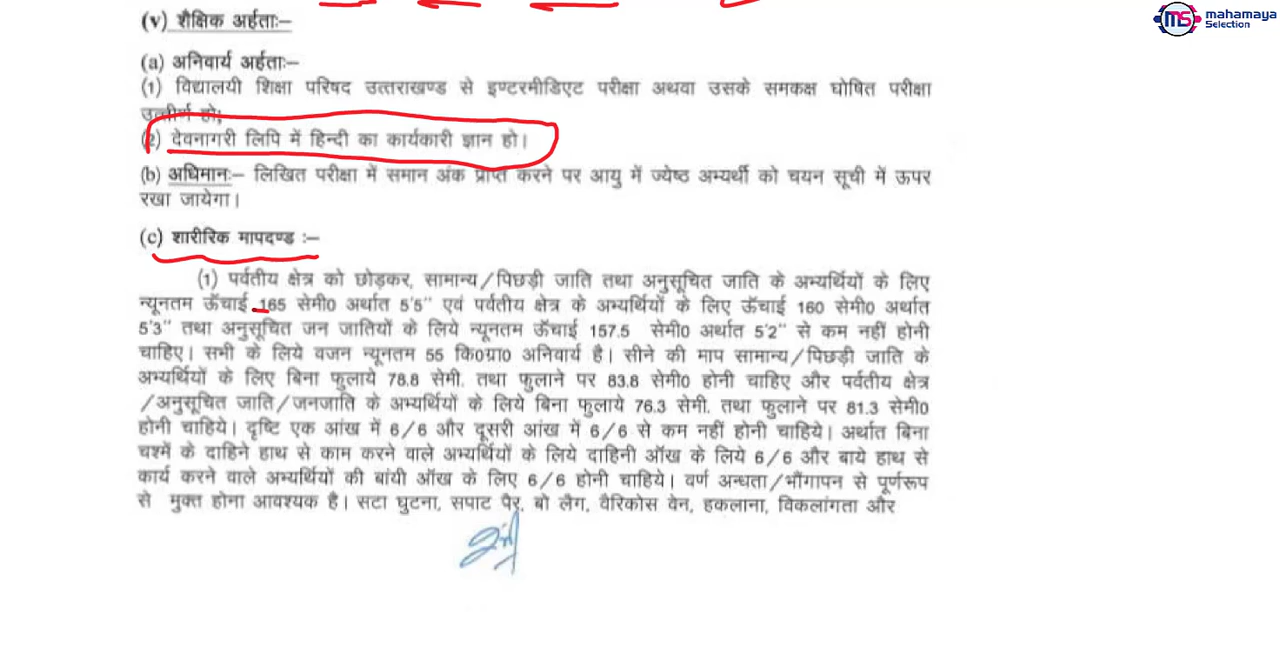 mahamaya
Selection
(v) शैक्षिक अर्हताः–
(a) अनिवार्य अर्हताः–
(1) विद्यालयी शिक्षा परिषद उत्तराखण्ड से इण्टरमीडिएट परीक्षा अथवा उसके समकक्ष घोषित परीक्षा
उत्तीर्ण हो;
(2) देवनागरी लिपि में हिन्दी का कार्यकारी ज्ञान हो।
(b) अधिमानः– लिखित परीक्षा में समान अंक प्राप्त करने पर आयु में ज्येष्ठ अभ्यर्थी को चयन सूची में ऊपर
रखा जायेगा।
(c) शारीरिक मापदण्ड :–
(1) पर्वतीय क्षेत्र को छोड़कर, सामान्य/पिछड़ी जाति तथा अनुसूचित जाति के अभ्यर्थियों के लिए
न्यूनतम ऊँचाई 165 सेमी० अर्थात 5'5" एवं पर्वतीय क्षेत्र के अभ्यर्थियों के लिए ऊँचाई 160 सेमी० अर्थात
5'3" तथा अनुसूचित जन जातियों के लिये न्यूनतम ऊँचाई 157.5 सेमी० अर्थात 5'2" से कम नहीं होनी
चाहिए। सभी के लिये वजन न्यूनतम 55 कि०ग्रा० अनिवार्य है। सीने की माप सामान्य/पिछड़ी जाति के
अभ्यर्थियों के लिए बिना फुलाये 78.8 सेमी. तथा फुलाने पर 83.8 सेमी० होनी चाहिए और पर्वतीय क्षेत्र
/अनुसूचित जाति/जनजाति के अभ्यर्थियों के लिये बिना फुलाये 76.3 सेमी. तथा फुलाने पर 81.3 सेमी०
होनी चाहिये। दृष्टि एक आंख में 6/6 और दूसरी आंख में 6/6 से कम नहीं होनी चाहिये। अर्थात बिना
चश्में के दाहिने हाथ से काम करने वाले अभ्यर्थियों के लिये दाहिनी ऑख के लिये 6/6 और बाये हाथ से
कार्य करने वाले अभ्यर्थियों की बांयी ऑख के लिए 6/6 होनी चाहिये। वर्ण अन्धता/भौंगापन से पूर्णरूप
से मुक्त होना आवश्यक है। सटा घुटना, सपाट पैर, बो लैग, वैरिकोस वेन, हकलाना, विकलांगता और